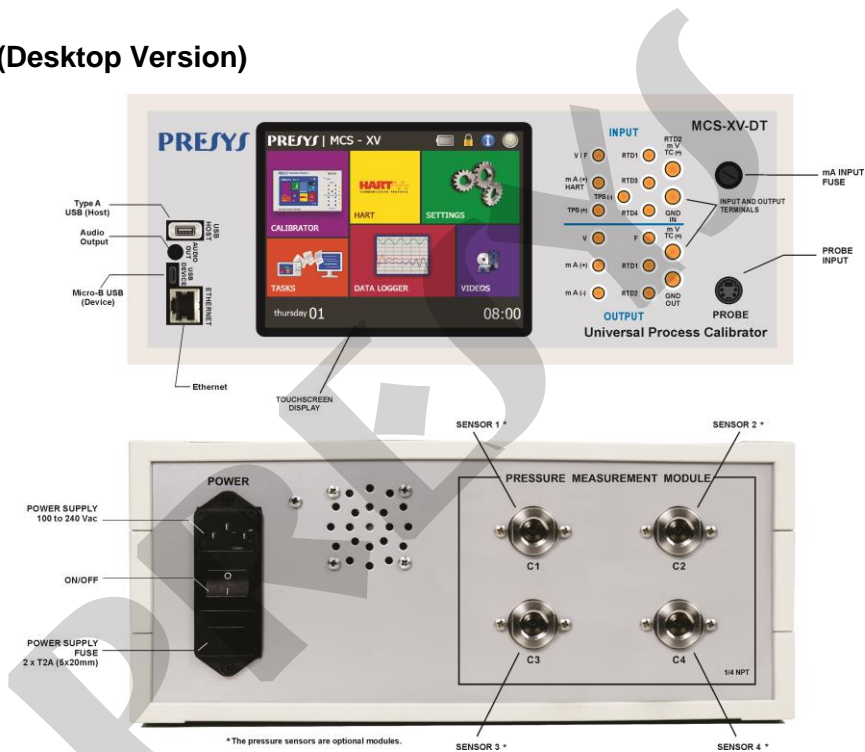 (Desktop Version)
PRESYS
PRESYS | MCS - XV
CALIBRATOR
HART
COMMUNICATION PROTOCOL
HART
SETTINGS
TASKS
DATA LOGGER
VIDEOS
thursday 01
08:00
INPUT
MCS-XV-DT
V / F
RTD1
RTD2
m V
TC (+)
m A (+)
HART
RTD3
TPS (-)
TPS (+)
RTD4
GND
IN
V
F
m V
TC (+)
m A (+)
RTD1
m A (-)
RTD2
GND
OUT
OUTPUT
PROBE
Universal Process Calibrator
mA INPUT
FUSE
INPUT AND OUTPUT
TERMINALS
PROBE
INPUT
Type A
USB (Host)
Audio
Output
Micro-B USB
(Device)
Ethernet
USB
HOST
AUDIO
OUT
USB
DEVICE
ETHERNET
TOUCHSCREEN
DISPLAY
SENSOR 1 *
SENSOR 2 *
POWER
PRESSURE MEASUREMENT MODULE
POWER SUPPLY
100 to 240 Vac
ON/OFF
POWER SUPPLY
FUSE
2 x T2A (5x20mm)
C1
C2
C3
C4
1/4 NPT
* The pressure sensors are optional modules.
SENSOR 3 *
SENSOR 4 *
PRESYS